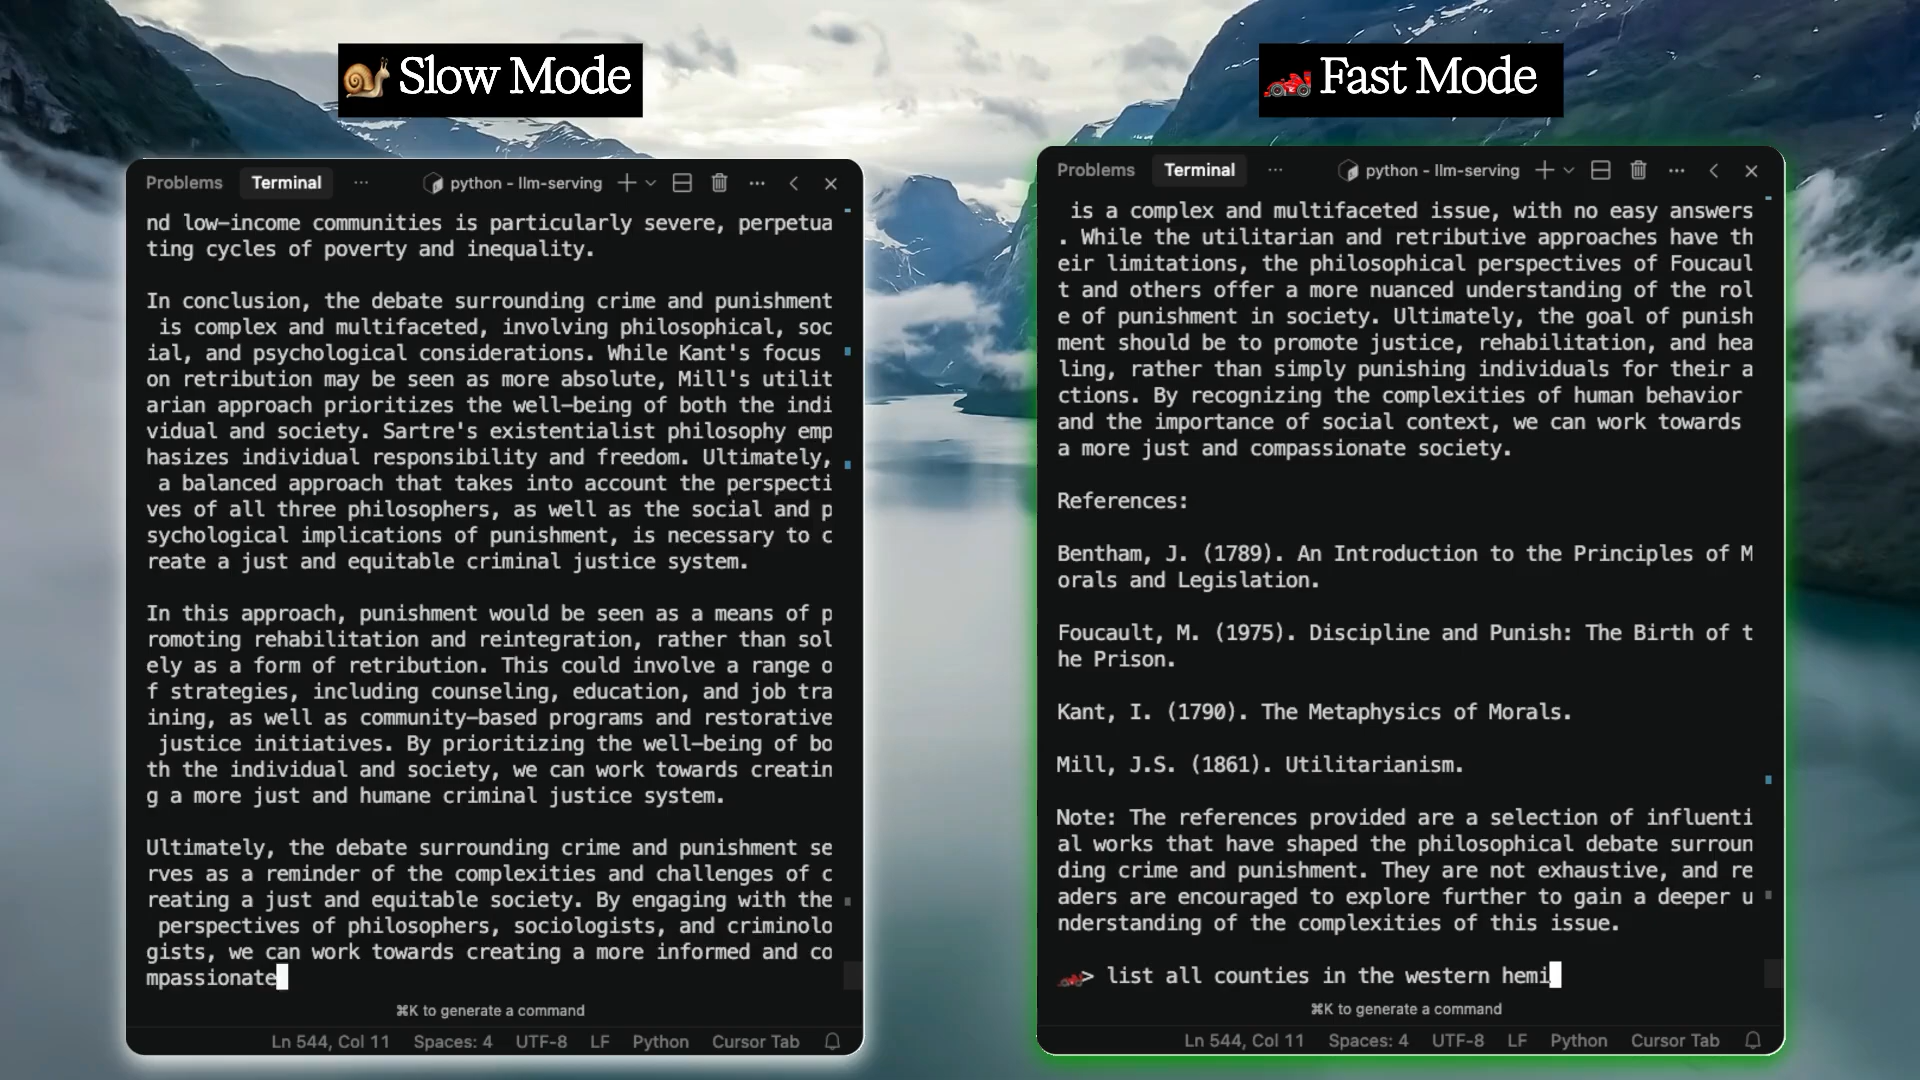 Slow Mode
Problems Terminal ... python - llm-serving
nd low-income communities is particularly severe, perpetua
ting cycles of poverty and inequality.
In conclusion, the debate surrounding crime and punishment
is complex and multifaceted, involving philosophical, soc
ial, and psychological considerations. While Kant's focus
on retribution may be seen as more absolute, Mill's utilit
arian approach prioritizes the well-being of both the indi
vidual and society. Sartre's existentialist philosophy emp
hasizes individual responsibility and freedom. Ultimately,
a balanced approach that takes into account the perspecti
ves of all three philosophers, as well as the social and p
sychological implications of punishment, is necessary to c
reate a just and equitable criminal justice system.
In this approach, punishment would be seen as a means of p
romoting rehabilitation and reintegration, rather than sol
ely as a form of retribution. This could involve a range o
f strategies, including counseling, education, and job tra
ining, as well as community-based programs and restorative
justice initiatives. By prioritizing the well-being of bo
th the individual and society, we can work towards creatin
g a more just and humane criminal justice system.
Ultimately, the debate surrounding crime and punishment se
rves as a reminder of the complexities and challenges of c
reating a just and equitable society. By engaging with the
perspectives of philosophers, sociologists, and criminolo
gists, we can work towards creating a more informed and co
mpassionate
⌘K to generate a command
Ln 544, Col 11 Spaces: 4 UTF-8 LF Python Cursor Tab
Fast Mode
Problems Terminal ... python - llm-serving
is a complex and multifaceted issue, with no easy answers
. While the utilitarian and retributive approaches have th
eir limitations, the philosophical perspectives of Foucaul
t and others offer a more nuanced understanding of the rol
e of punishment in society. Ultimately, the goal of punish
ment should be to promote justice, rehabilitation, and hea
ling, rather than simply punishing individuals for their a
ctions. By recognizing the complexities of human behavior
and the importance of social context, we can work towards
a more just and compassionate society.
References:
Bentham, J. (1789). An Introduction to the Principles of M
orals and Legislation.
Foucault, M. (1975). Discipline and Punish: The Birth of t
he Prison.
Kant, I. (1790). The Metaphysics of Morals.
Mill, J.S. (1861). Utilitarianism.
Note: The references provided are a selection of influenti
al works that have shaped the philosophical debate surroun
ding crime and punishment. They are not exhaustive, and re
aders are encouraged to explore further to gain a deeper u
nderstanding of the complexities of this issue.
> list all counties in the western hemi
⌘K to generate a command
Ln 544, Col 11 Spaces: 4 UTF-8 LF Python Cursor Tab